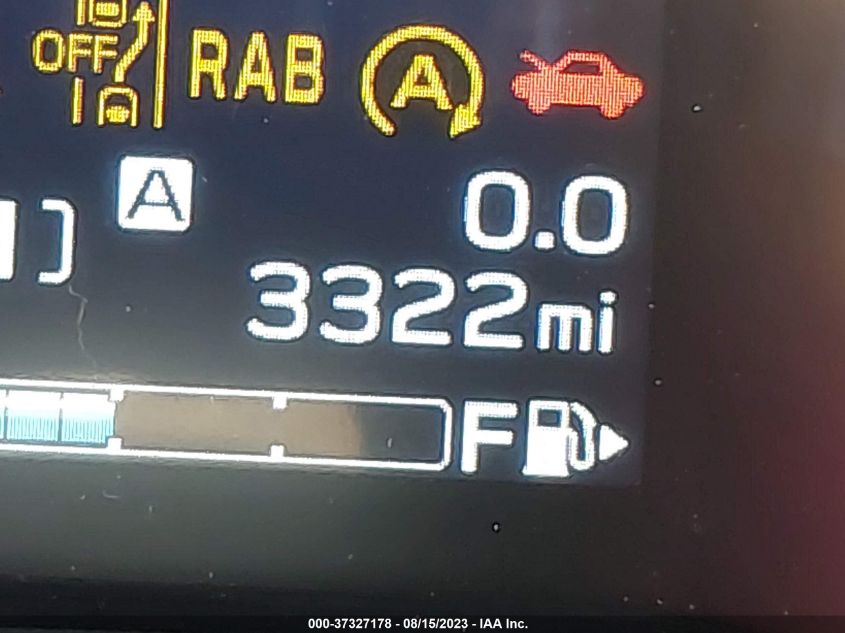 OFF RAB A
A 0.0
3322mi
F
000-37327178 - 08/15/2023 - IAA Inc.